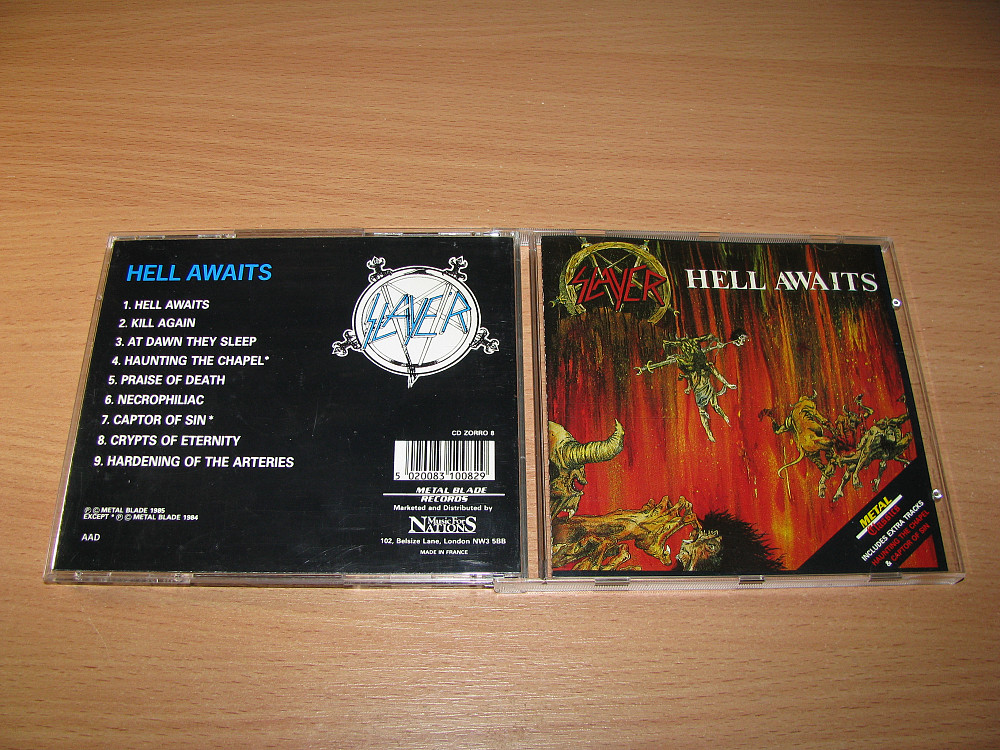 HELL AWAITS
SLAYER
1. HELL AWAITS
2. KILL AGAIN
3. AT DAWN THEY SLEEP
4. HAUNTING THE CHAPEL*
5. PRAISE OF DEATH
6. NECROPHILIAC
7. CAPTOR OF SIN*
8. CRYPTS OF ETERNITY
9. HARDENING OF THE ARTERIES
CD ZORRO 8
5 020083 100829
METAL BLADE
RECORDS
Marketed and Distributed by
Music For
NATIONS
102, Belsize Lane, London NW3 5BB
MADE IN FRANCE
℗ © METAL BLADE 1985
EXCEPT * ℗ © METAL BLADE 1984
AAD
SLAYER
HELL AWAITS
METAL
INCLUDES EXTRA TRACKS
HAUNTING THE CHAPEL
& CAPTOR OF SIN